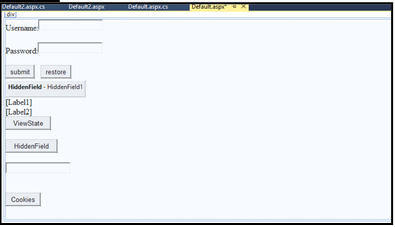 Default2.aspx.cs Default2.aspx Default.aspx.cs Default.aspx*
div
Username:
Password:
submit restore
HiddenField - HiddenField1
[Label1]
[Label2]
ViewState
HiddenField
Cookies